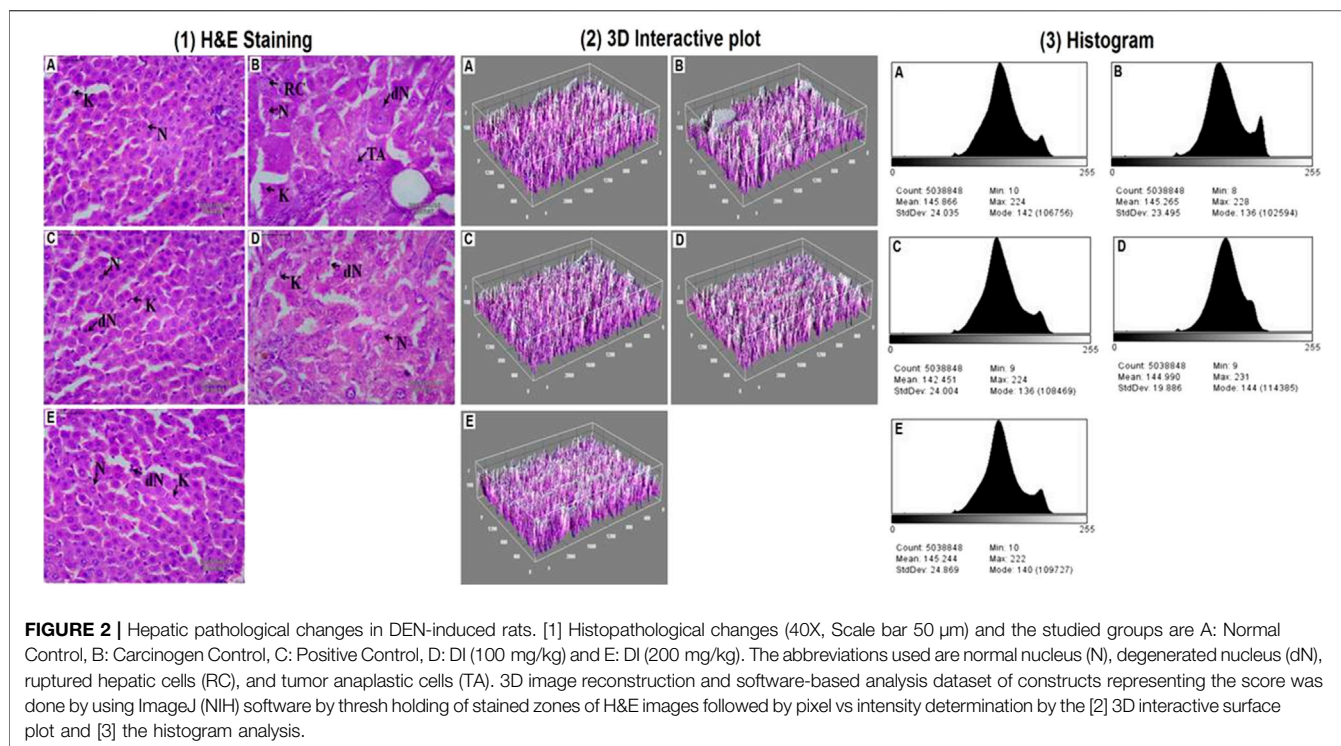 (1) H&E Staining
(2) 3D Interactive plot
(3) Histogram
A
K
N
B
RC
N
dN
TA
K
C
N
K
dN
D
K
dN
N
E
N
dN
K
A
B
C
D
E
A
0
255
Count: 5038848
Min: 10
Mean: 145.866
Max: 224
StdDev: 24.035
Mode: 142 (106756)
B
0
255
Count: 5038848
Min: 8
Mean: 145.265
Max: 228
StdDev: 23.495
Mode: 136 (102594)
C
0
255
Count: 5038848
Min: 9
Mean: 142.451
Max: 224
StdDev: 24.004
Mode: 136 (108469)
D
0
255
Count: 5038848
Min: 9
Mean: 144.990
Max: 231
StdDev: 19.886
Mode: 144 (114385)
E
0
255
Count: 5038848
Min: 10
Mean: 145.244
Max: 222
StdDev: 24.869
Mode: 140 (109727)
FIGURE 2 | Hepatic pathological changes in DEN-induced rats. [1] Histopathological changes (40X, Scale bar 50 μm) and the studied groups are A: Normal
Control, B: Carcinogen Control, C: Positive Control, D: DI (100 mg/kg) and E: DI (200 mg/kg). The abbreviations used are normal nucleus (N), degenerated nucleus (dN),
ruptured hepatic cells (RC), and tumor anaplastic cells (TA). 3D image reconstruction and software-based analysis dataset of constructs representing the score was
done by using ImageJ (NIH) software by thresh holding of stained zones of H&E images followed by pixel vs intensity determination by the [2] 3D interactive surface
plot and [3] the histogram analysis.